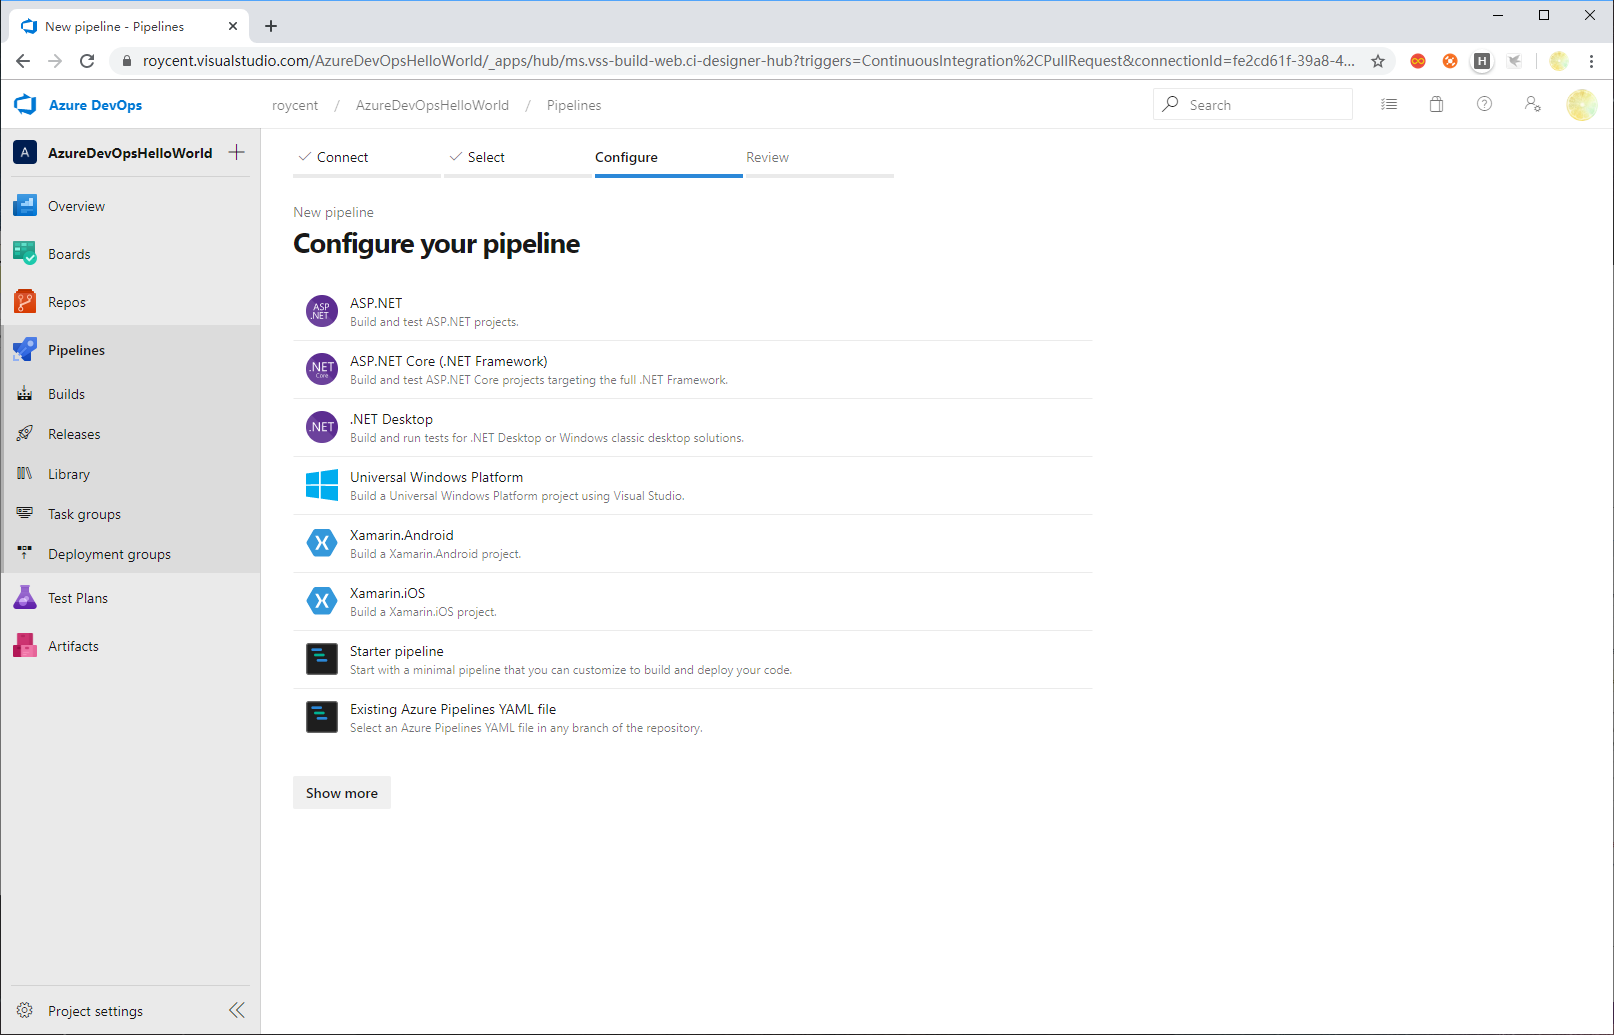 New pipeline - Pipelines
roycent.visualstudio.com/AzureDevOpsHelloWorld/_apps/hub/ms.vss-build-web.ci-designer-hub?triggers=ContinuousIntegration%2CPullRequest&connectionId=fe2cd61f-39a8-4...
H
Azure DevOps
roycent / AzureDevOpsHelloWorld / Pipelines
Search
A AzureDevOpsHelloWorld
Overview
Boards
Repos
Pipelines
Builds
Releases
Library
Task groups
Deployment groups
Test Plans
Artifacts
Project settings
Connect
Select
Configure
Review
New pipeline
Configure your pipeline
ASP .NET
ASP.NET
Build and test ASP.NET projects.
.NET Core
ASP.NET Core (.NET Framework)
Build and test ASP.NET Core projects targeting the full .NET Framework.
.NET
.NET Desktop
Build and run tests for .NET Desktop or Windows classic desktop solutions.
Universal Windows Platform
Build a Universal Windows Platform project using Visual Studio.
Xamarin.Android
Build a Xamarin.Android project.
Xamarin.iOS
Build a Xamarin.iOS project.
Starter pipeline
Start with a minimal pipeline that you can customize to build and deploy your code.
Existing Azure Pipelines YAML file
Select an Azure Pipelines YAML file in any branch of the repository.
Show more